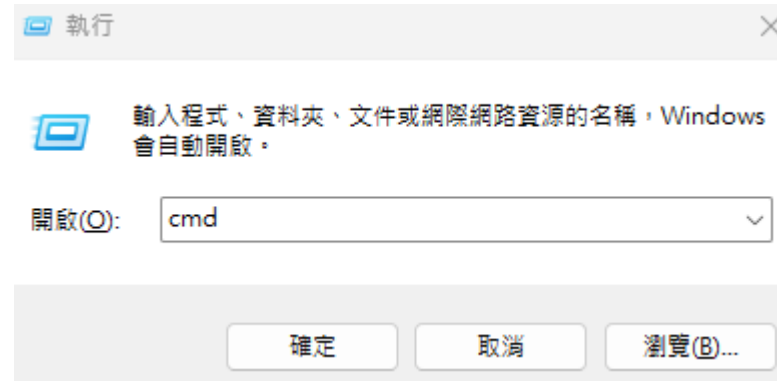 執行
輸入程式、資料夾、文件或網際網路資源的名稱，Windows
會自動開啟。
開啟(O):
cmd
確定
取消
瀏覽(B)...